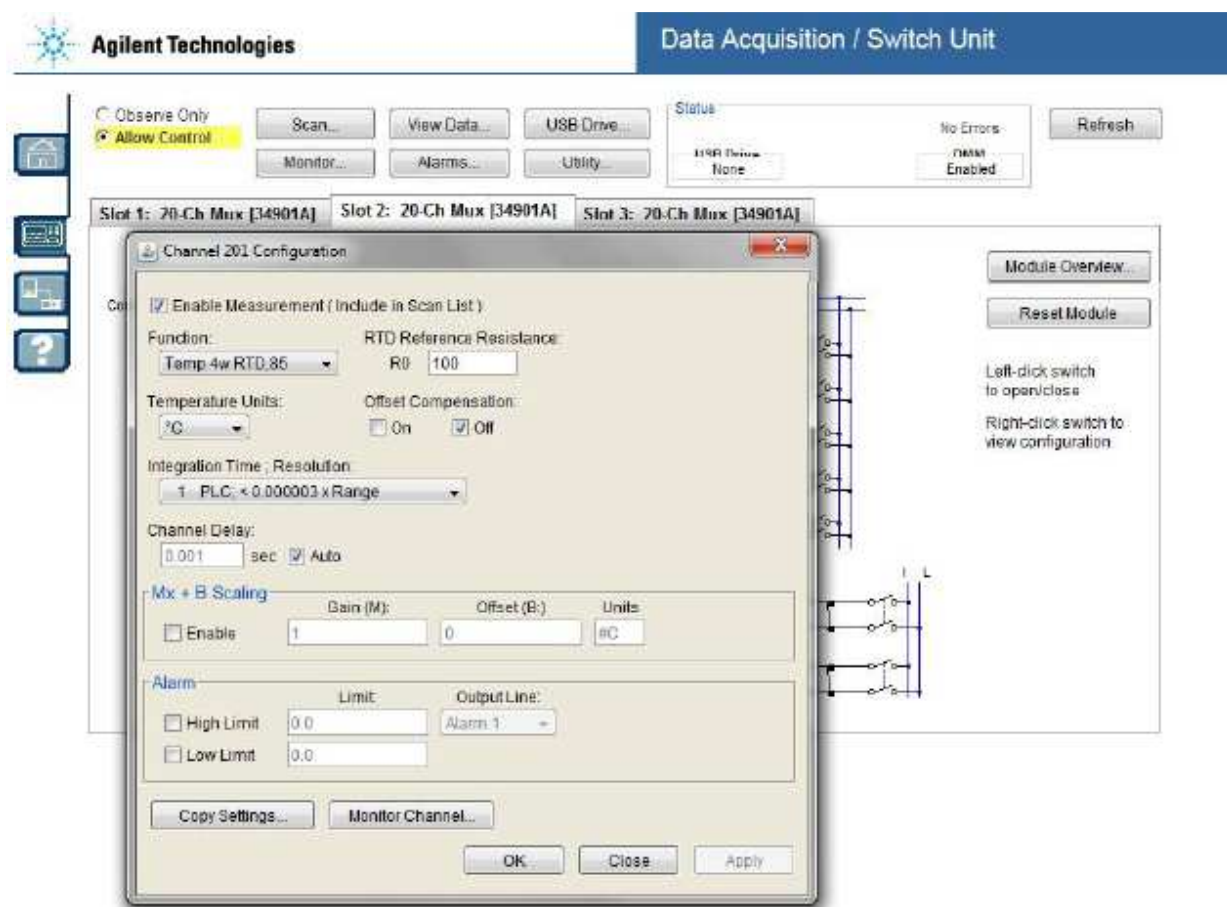 Agilent Technologies
Data Acquisition / Switch Unit
Observe Only
Allow Control
Scan...
View Data...
USB Drive...
Monitor...
Alarms...
Utility...
Status
No Errors
USB Drive
DMM
None
Enabled
Refresh
Slot 1: 20-Ch Mux [34901A]
Slot 2: 20-Ch Mux [34901A]
Slot 3: 20-Ch Mux [34901A]
Channel 201 Configuration
Module Overview...
Reset Module
Left-click switch
to open/close
Right-click switch to
view configuration
Enable Measurement ( Include in Scan List )
Function:
RTD Reference Resistance:
Temp 4w RTD.85
R0 100
Temperature Units:
Offset Compensation:
°C
On
Off
Integration Time ; Resolution:
1 PLC; < 0.000003 x Range
Channel Delay:
0.001 sec Auto
Mx + B Scaling
Gain (M): Offset (B:) Units
Enable 1 0 #C
Alarm
Limit: Output Line:
High Limit 0.0 Alarm 1
Low Limit 0.0
Copy Settings...
Monitor Channel...
OK
Close
Apply
I L